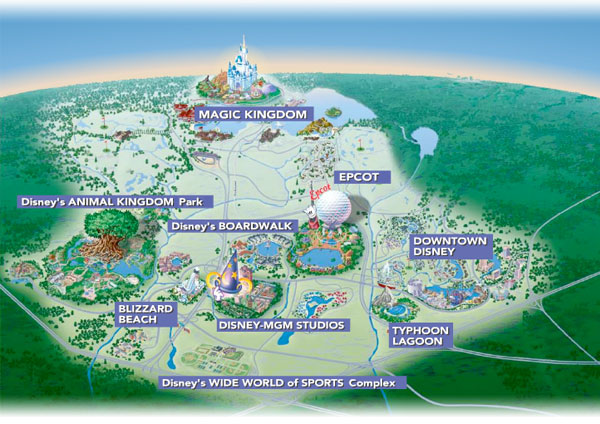 MAGIC KINGDOM
EPCOT
Epcot
Disney's ANIMAL KINGDOM Park
Disney's BOARDWALK
DOWNTOWN
DISNEY
BLIZZARD
BEACH
DISNEY-MGM STUDIOS
TYPHOON
LAGOON
Disney's WIDE WORLD of SPORTS Complex